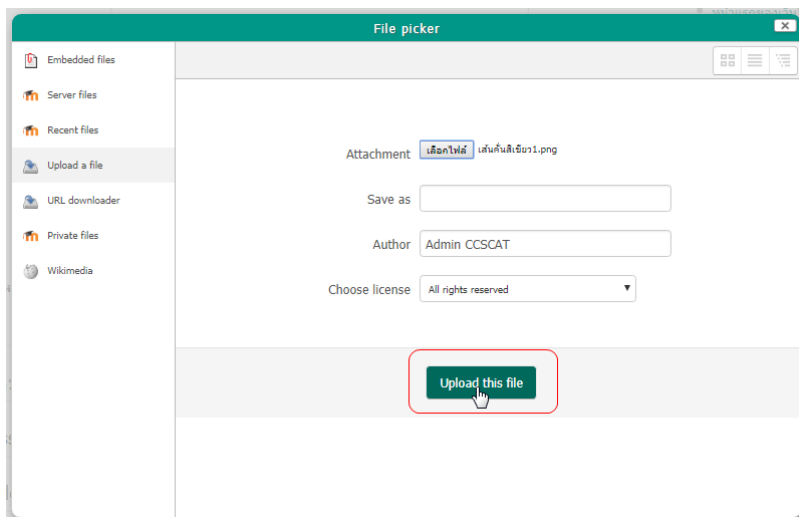 File picker
Embedded files
Server files
Recent files
Upload a file
URL downloader
Private files
Wikimedia
Attachment เลือกไฟล์ เส้นคั่นสีเขียว1.png
Save as
Author Admin CCSCAT
Choose license All rights reserved
Upload this file